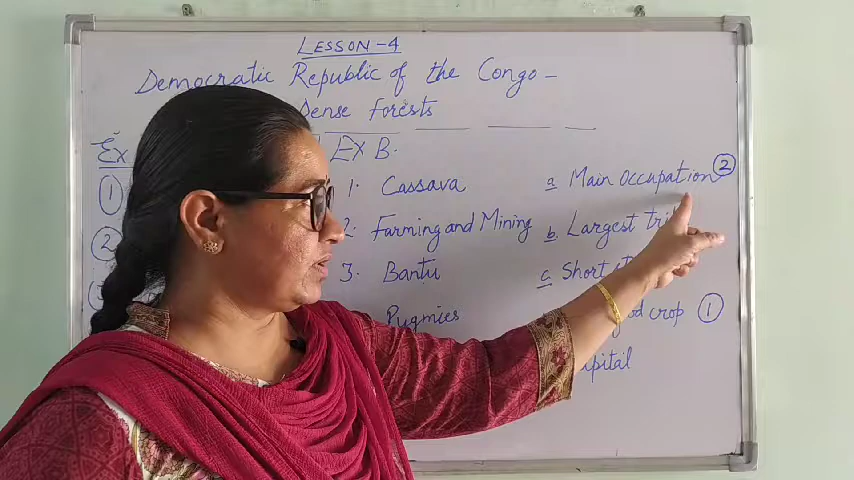 LESSON-4
Democratic Republic of the Congo -
Dense Forests
Ex
Ex B.
1
1. Cassava
a Main Occupation 2
2
2. Farming and Mining
b. Largest
3. Bantu
c. Short
Pygmies
crop 1